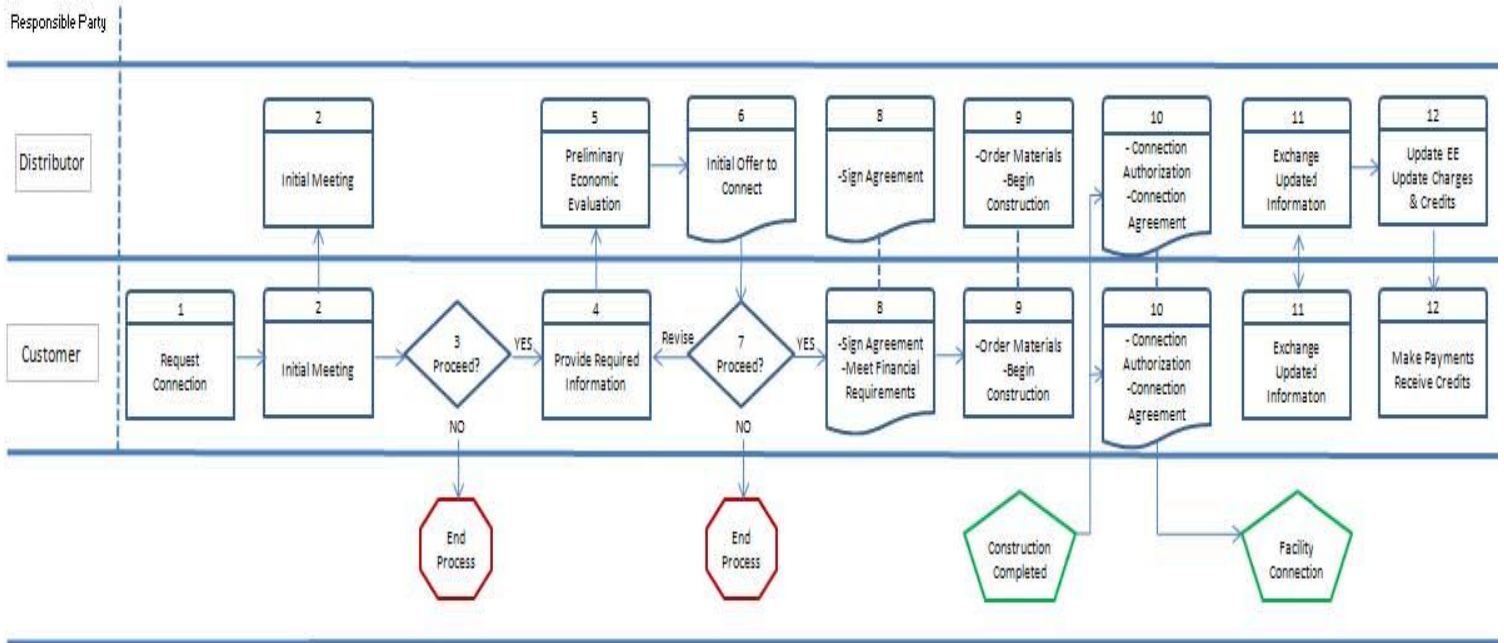 Responsible Party
Distributor
2
Initial Meeting
5
Preliminary
Economic
Evaluation
6
Initial Offer to
Connect
8
-Sign Agreement
9
-Order Materials
-Begin
Construction
10
- Connection
Authorization
-Connection
Agreement
11
Exchange
Updated
Information
12
Update EE
Update Charges
& Credits
Customer
1
Request
Connection
2
Initial Meeting
3
Proceed?
YES
NO
4
Provide Required
Information
Revise
7
Proceed?
YES
NO
8
-Sign Agreement
-Meet Financial
Requirements
9
-Order Materials
-Begin
Construction
10
- Connection
Authorization
-Connection
Agreement
11
Exchange
Updated
Information
12
Make Payments
Receive Credits
End
Process
End
Process
Construction
Completed
Facility
Connection